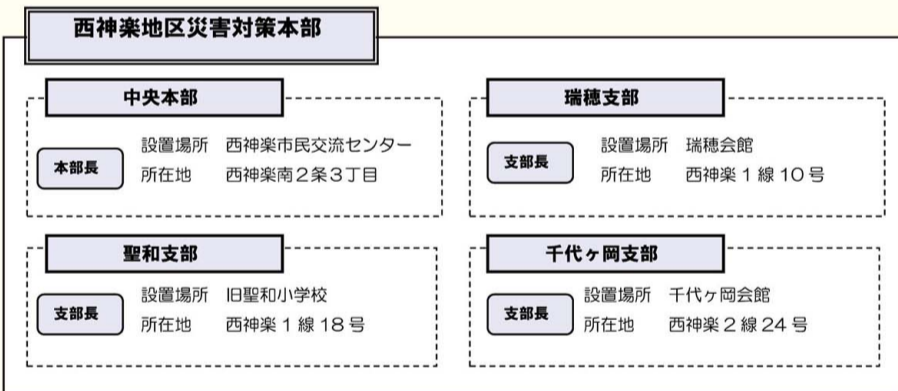 西神楽地区災害対策本部
中央本部
本部長
設置場所 西神楽市民交流センター
所在地 西神楽南2条3丁目
瑞穂支部
支部長
設置場所 瑞穂会館
所在地 西神楽1線10号
聖和支部
支部長
設置場所 旧聖和小学校
所在地 西神楽1線18号
千代ヶ岡支部
支部長
設置場所 千代ヶ岡会館
所在地 西神楽2線24号